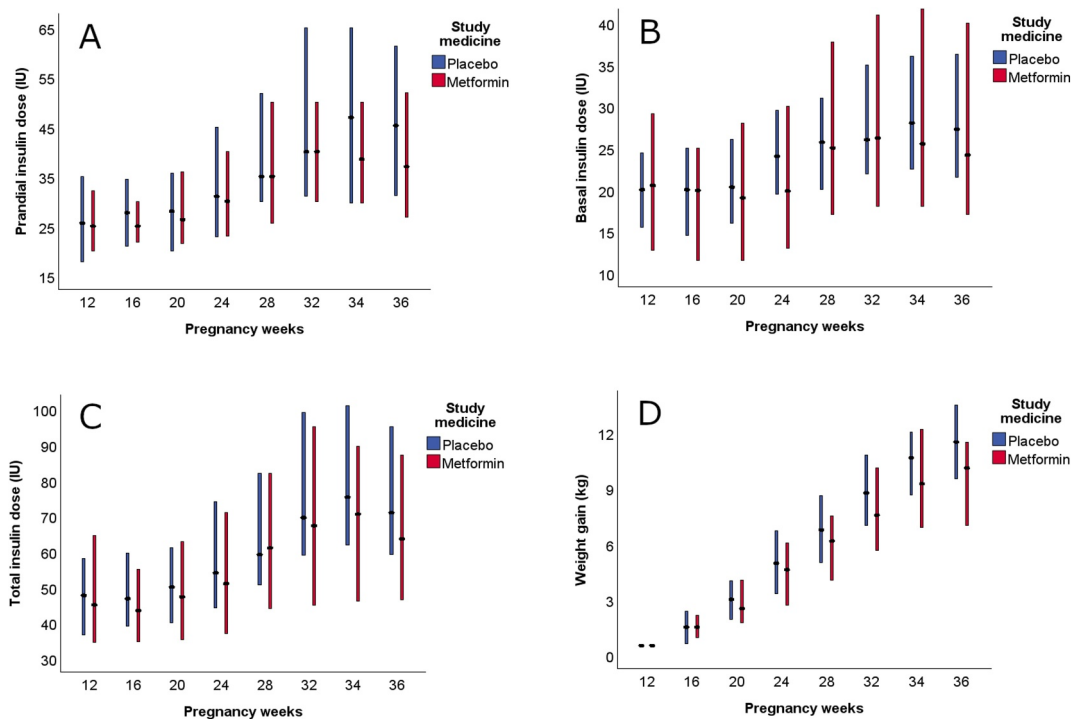 A
Prandial insulin dose (IU)
65
55
45
35
25
15
12 16 20 24 28 32 34 36
Pregnancy weeks
Study
medicine
Placebo
Metformin
B
Basal insulin dose (IU)
40
35
30
25
20
15
10
12 16 20 24 28 32 34 36
Pregnancy weeks
Study
medicine
Placebo
Metformin
C
Total insulin dose (IU)
100
90
80
70
60
50
40
30
12 16 20 24 28 32 34 36
Pregnancy weeks
Study
medicine
Placebo
Metformin
D
Weight gain (kg)
12
9
6
3
0
12 16 20 24 28 32 34 36
Pregnancy weeks
Study
medicine
Placebo
Metformin